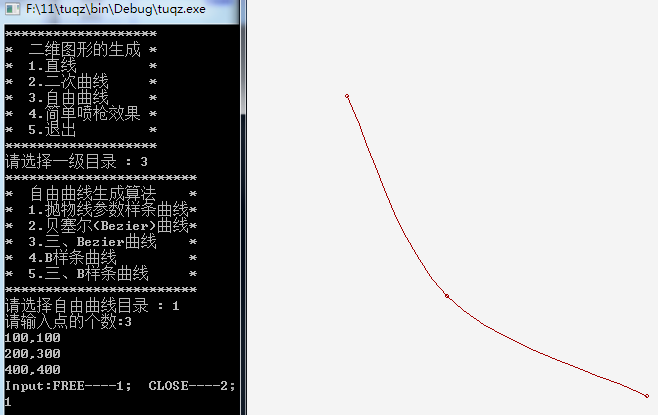 F:\11\tuqz\bin\Debug\tuqz.exe
*******************
*  二维图形的生成 *
*  1.直线         *
*  2.二次曲线     *
*  3.自由曲线     *
*  4.简单喷枪效果 *
*  5.退出         *
*******************
请选择一级目录 : 3
************************
*  自由曲线生成算法    *
*  1.抛物线参数样条曲线*
*  2.贝塞尔(Bezier)曲线*
*  3.三、Bezier曲线    *
*  4.B样条曲线         *
*  5.三、B样条曲线     *
************************
请选择自由曲线目录 : 1
请输入点的个数:3
100,100
200,300
400,400
Input:FREE----1;  CLOSE----2;
1